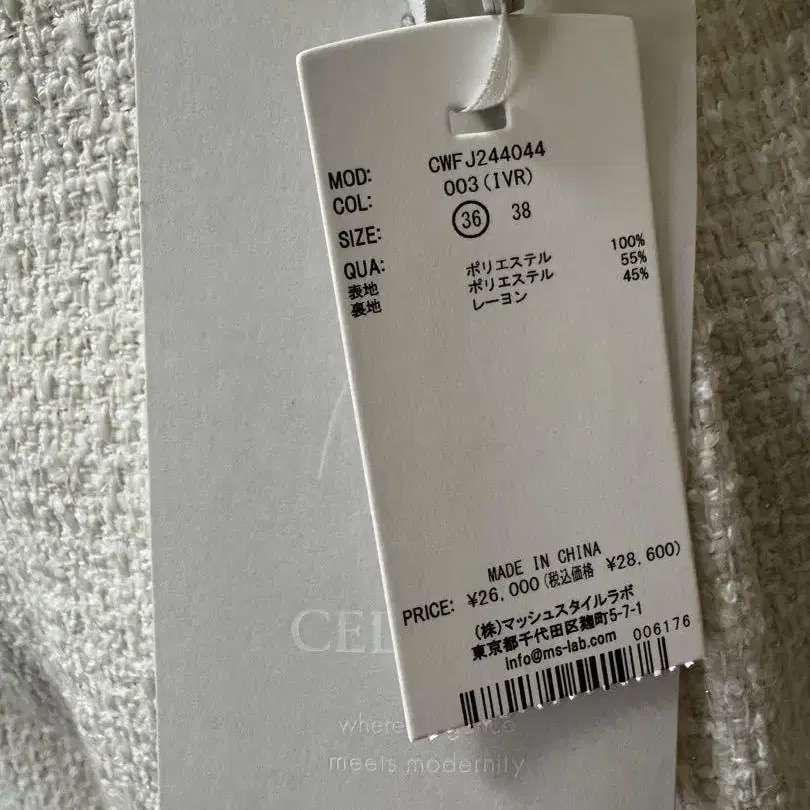 MOD: CWFJ244044
COL: 003(IVR)
SIZE: 36 38
QUA:
表地 ポリエステル 100%
裏地 ポリエステル 55%
レーヨン 45%
MADE IN CHINA
PRICE: ¥26,000(税込価格 ¥28,600)
(株)マッシュスタイルラボ
東京都千代田区麹町5-7-1
info@ms-lab.com 006176
CEL
where
meets modernity